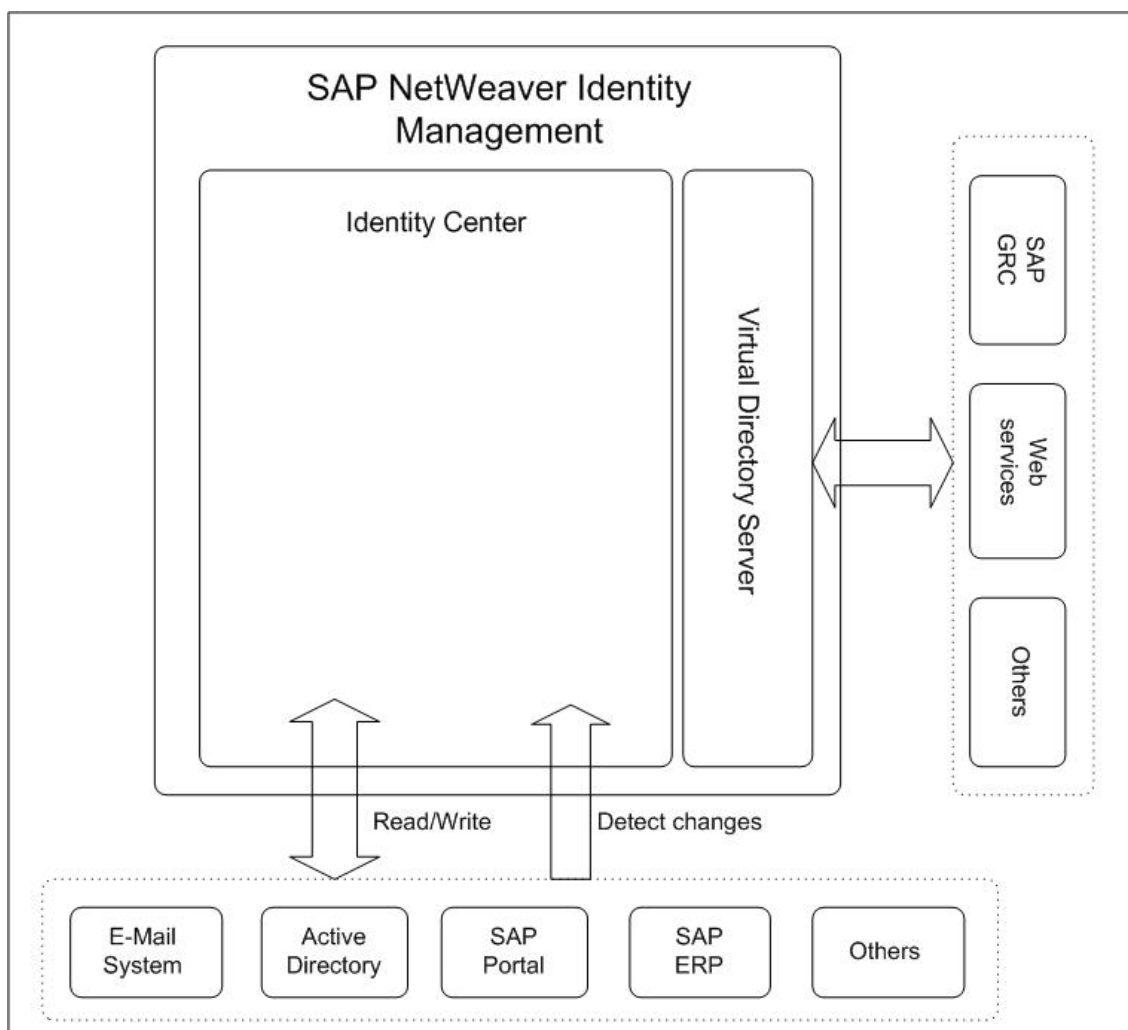 SAP NetWeaver Identity
Management
Identity Center
Virtual Directory Server
SAP
GRC
Web
services
Others
Read/Write
Detect changes
E-Mail
System
Active
Directory
SAP
Portal
SAP
ERP
Others